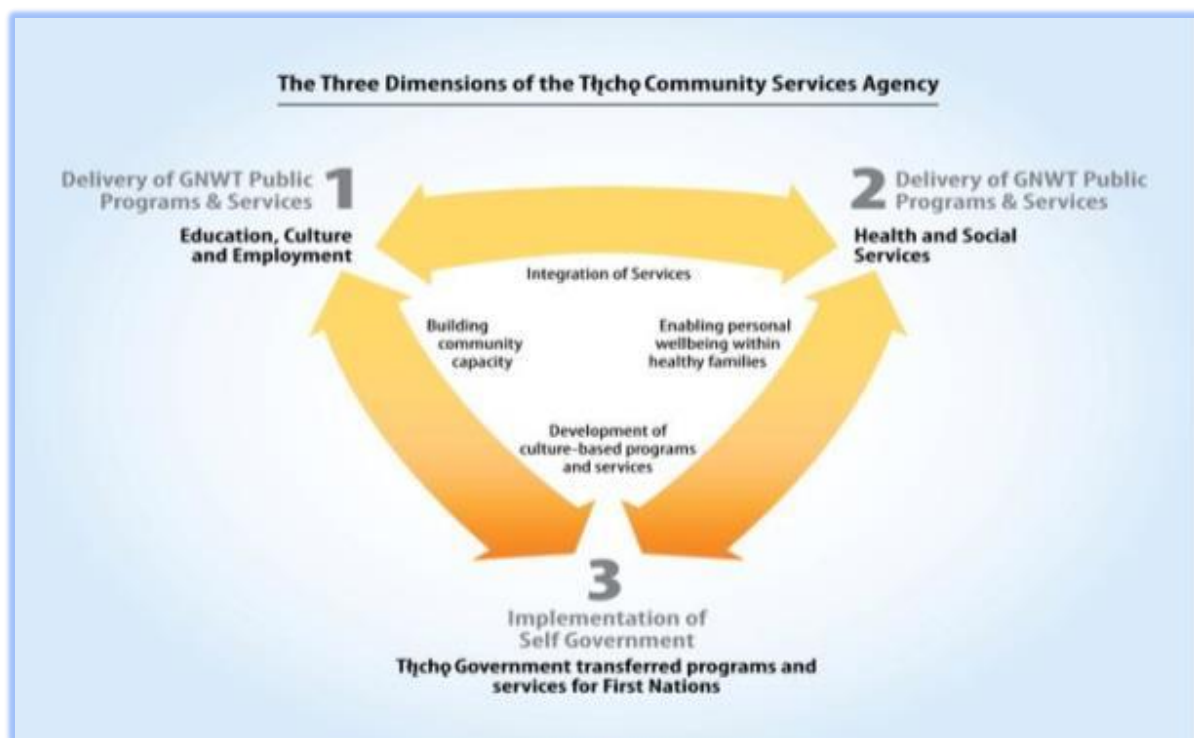 The Three Dimensions of the Tłı̨chǫ Community Services Agency
Delivery of GNWT Public
Programs & Services
1
Education, Culture
and Employment
2
Delivery of GNWT Public
Programs & Services
Health and Social
Services
Integration of Services
Building
community
capacity
Enabling personal
wellbeing within
healthy families
Development of
culture-based programs
and services
3
Implementation of
Self Government
Tłı̨chǫ Government transferred programs and
services for First Nations